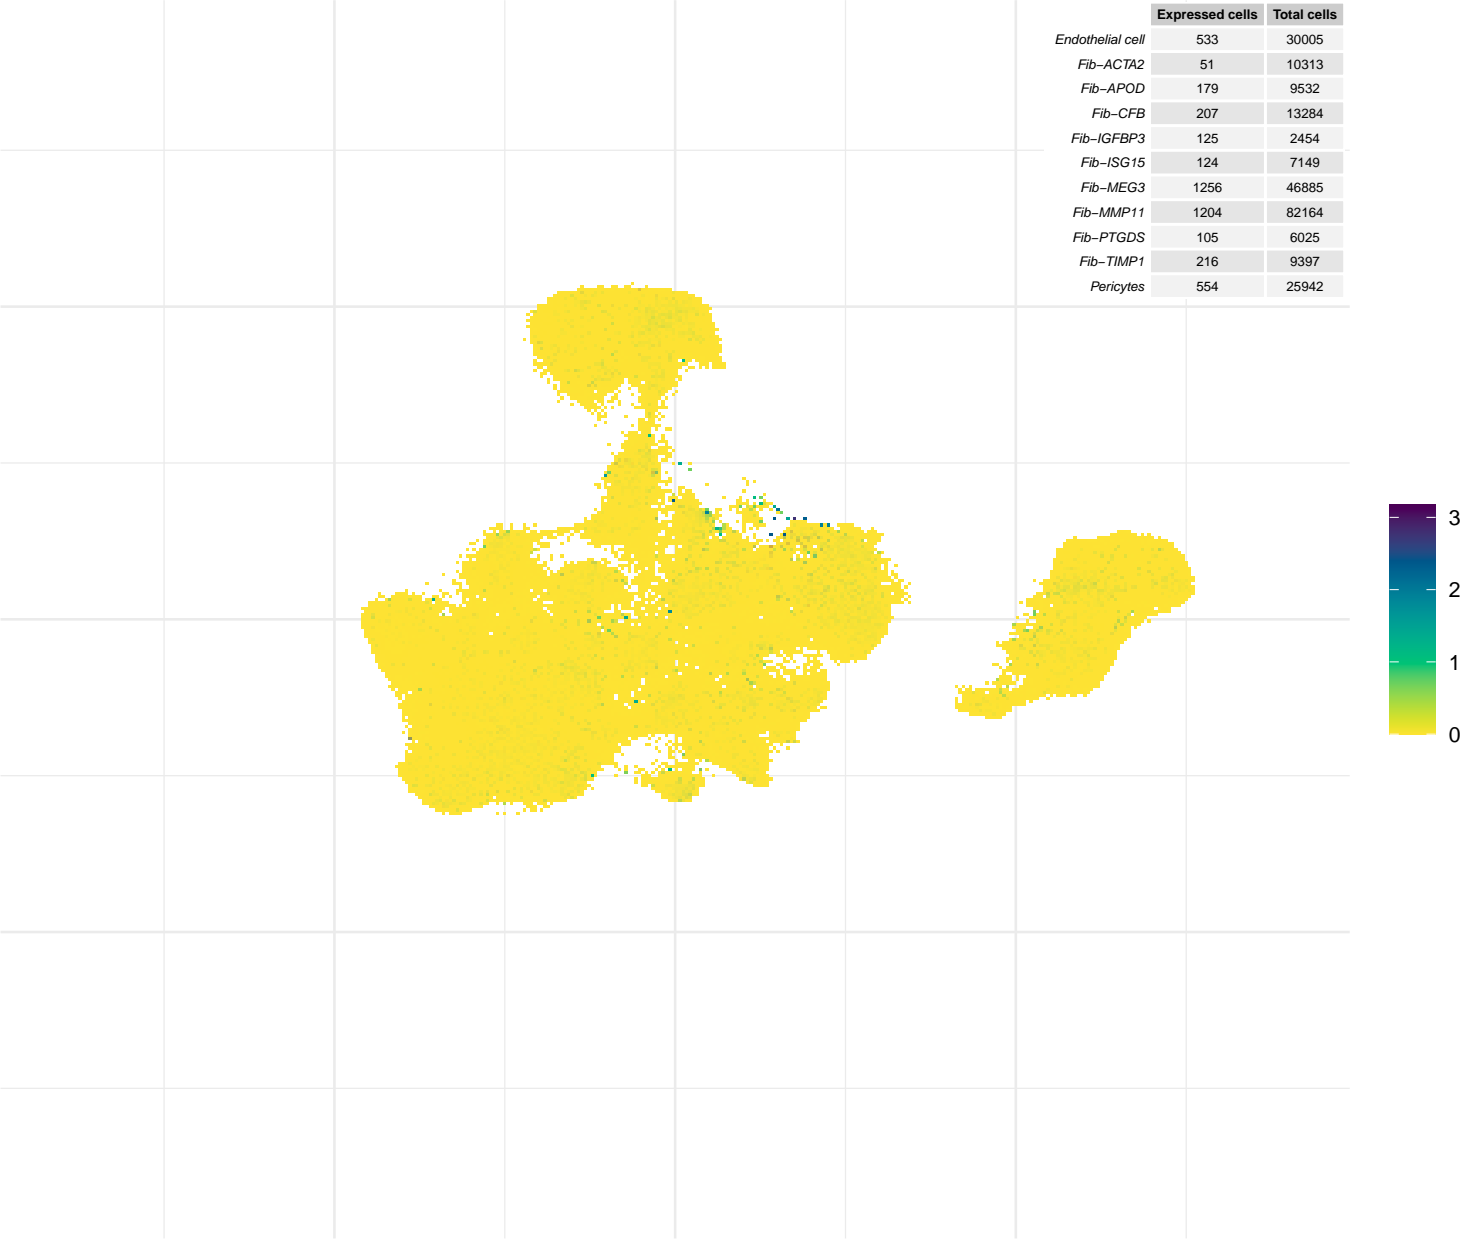 Expressed cells Total cells
Endothelial cell 533 30005
Fib−ACTA2 51 10313
Fib−APOD 179 9532
Fib−CFB 207 13284
Fib−IGFBP3 125 2454
Fib−ISG15 124 7149
Fib−MEG3 1256 46885
Fib−MMP11 1204 82164
Fib−PTGDS 105 6025
Fib−TIMP1 216 9397
Pericytes 554 25942
3
2
1
0